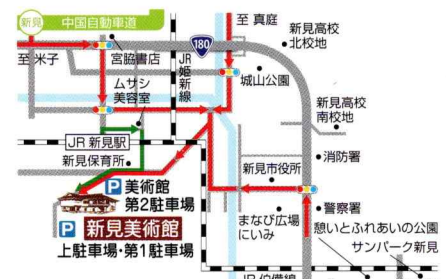 新見
中国自動車道
至 真庭
新見高校
北校地
180
宮脇書店
至 米子
JR姫新線
城山公園
ムサシ
美容室
新見高校
南校地
JR 新見駅
新見保育所
消防署
新見市役所
P 美術館
第2駐車場
P 新見美術館
上駐車場・第1駐車場
まなび広場
にいみ
警察署
憩いとふれあいの公園
サンパーク新見
JR 伯備線